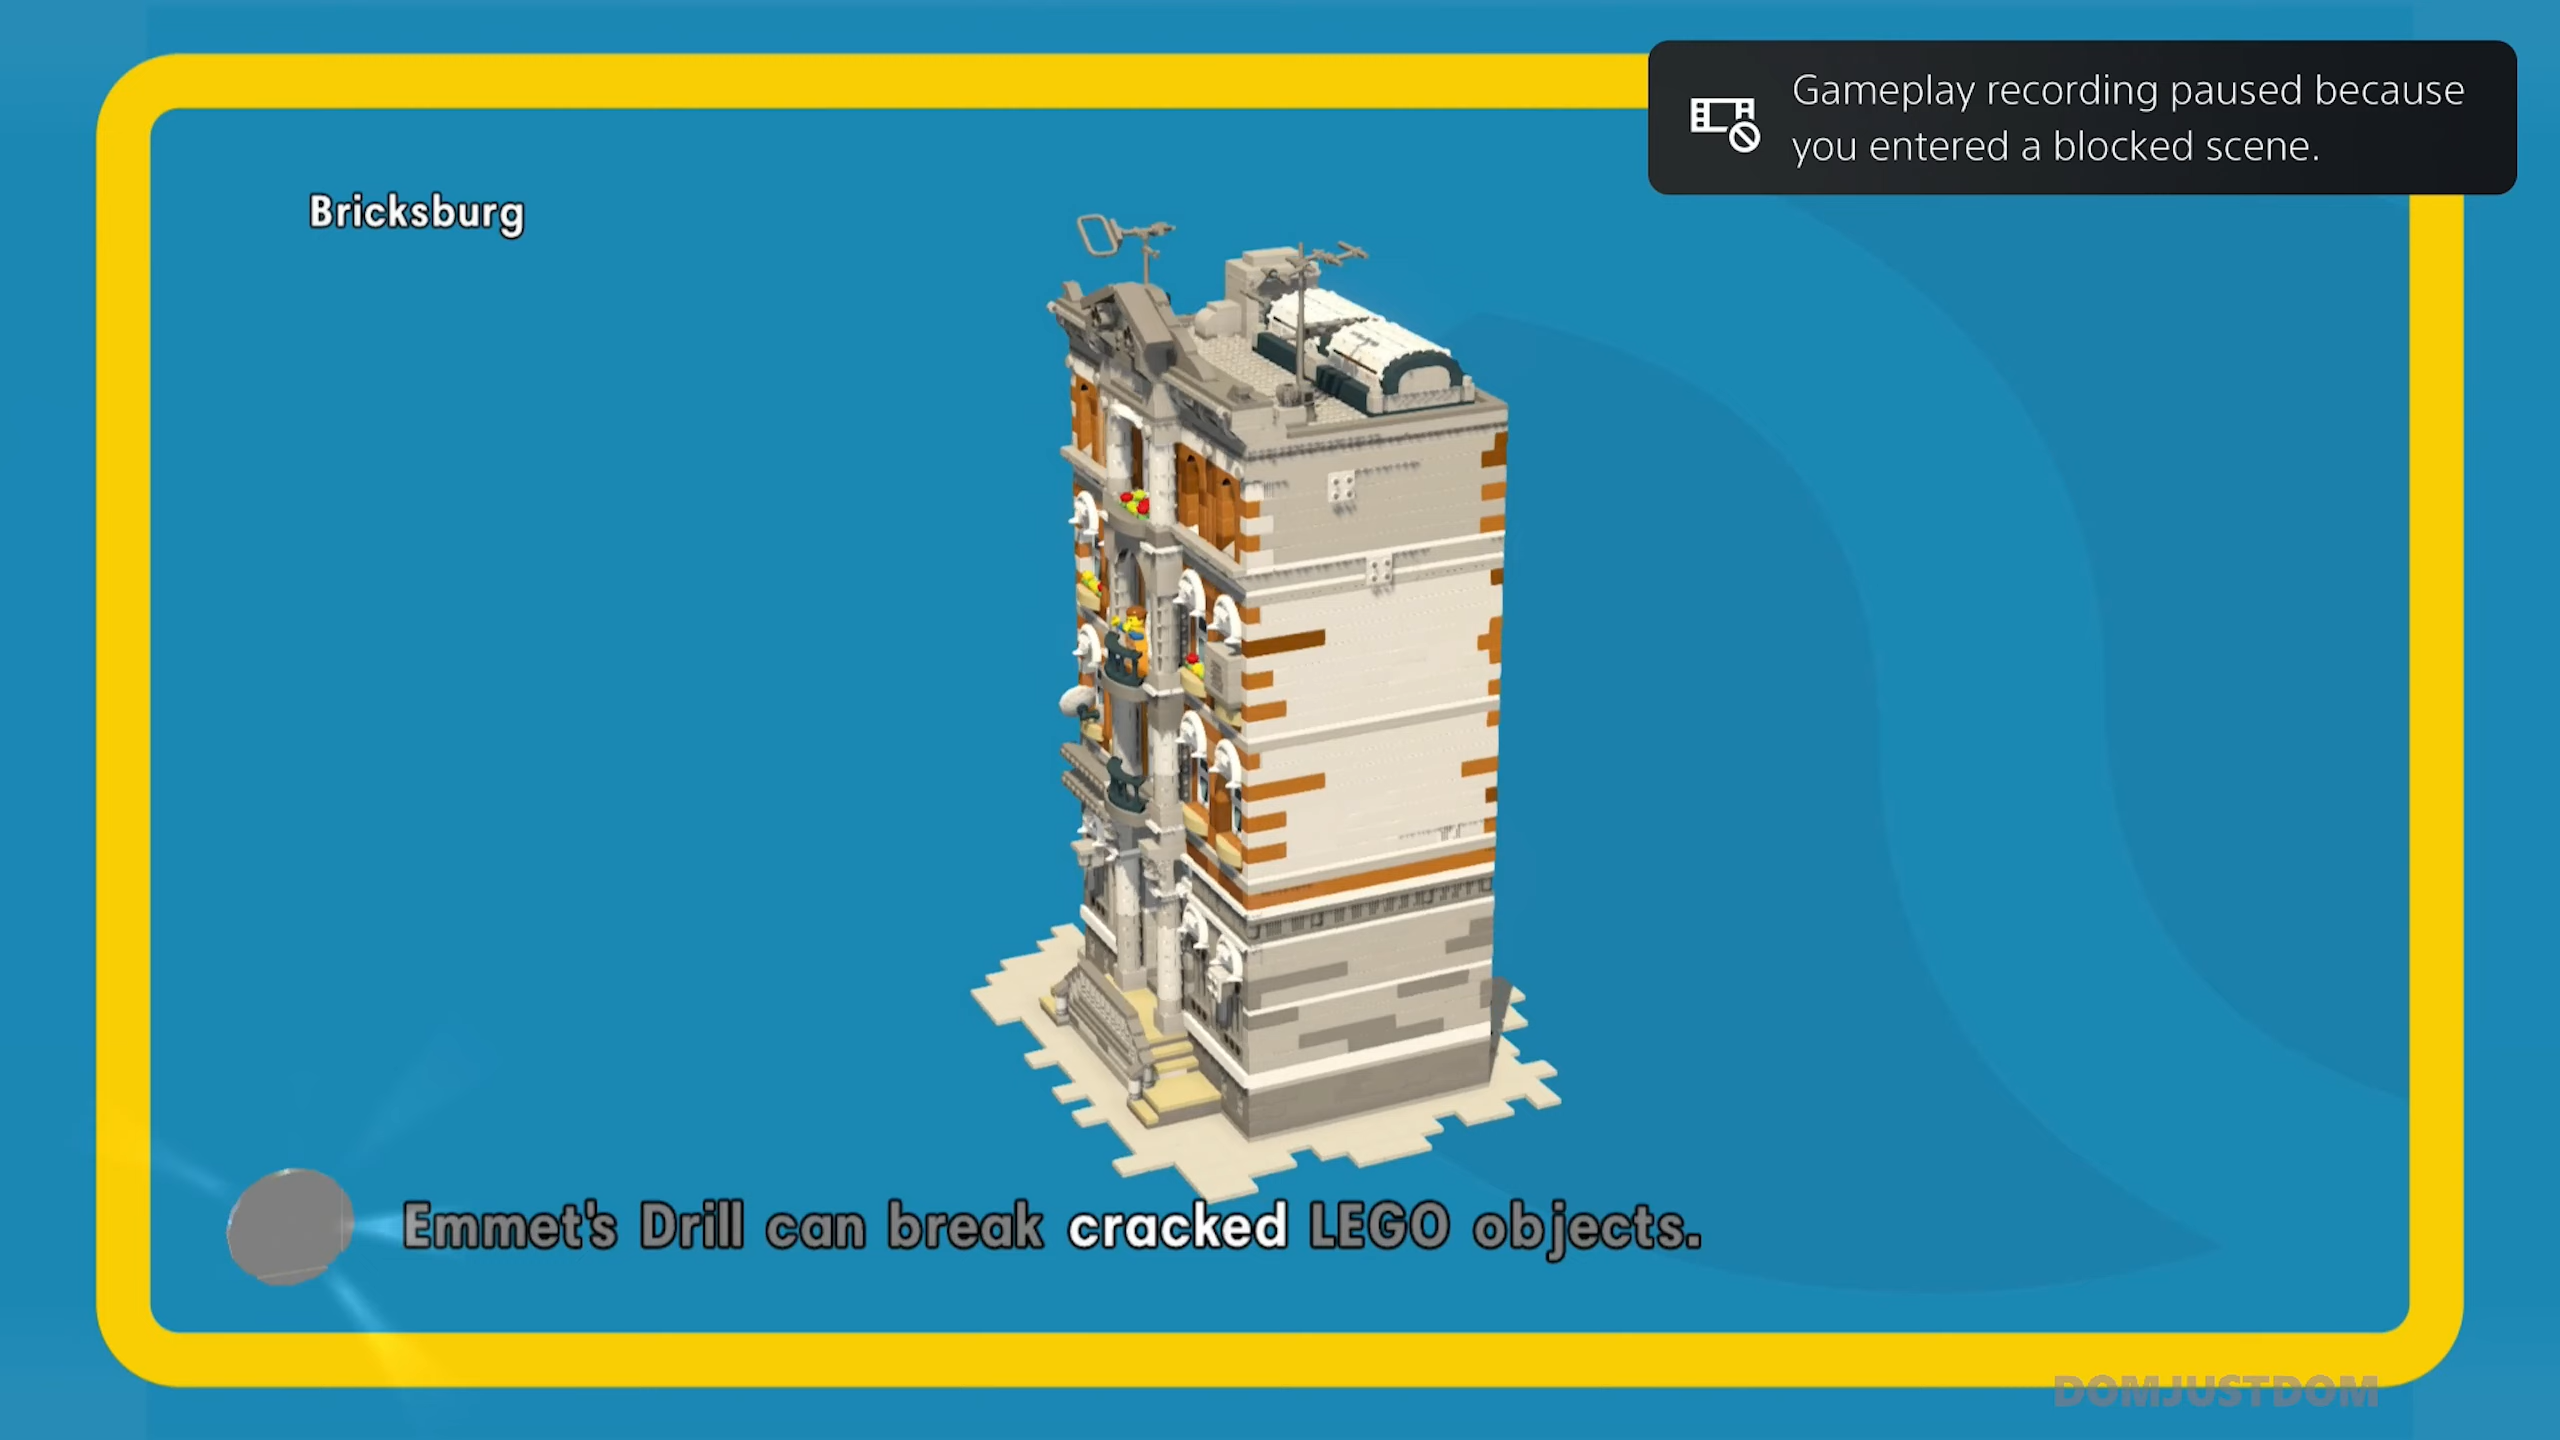 Gameplay recording paused because
you entered a blocked scene.
Bricksburg
Emmet's Drill can break cracked LEGO objects.
DOMJUSTDOM